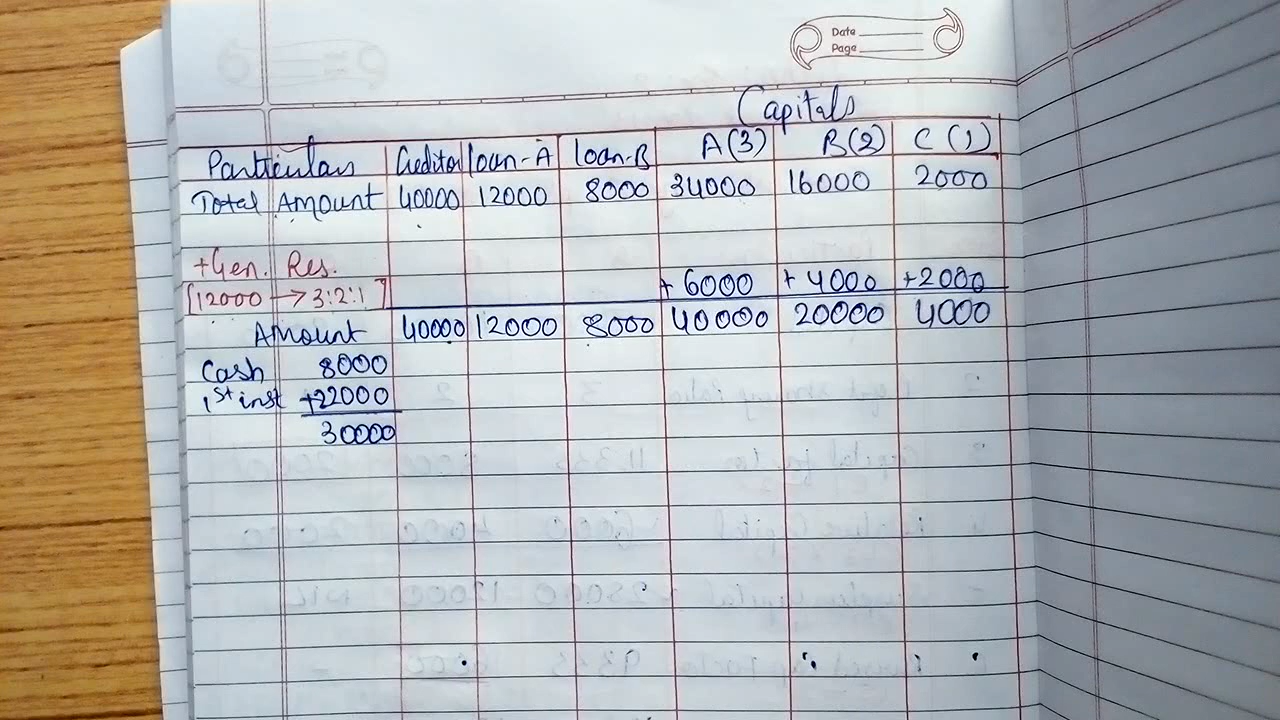 Date
Page
Capitals
Particulars Creditor loan-A loan-B A(3) B(2) C(1)
Total Amount 40000 12000 8000 34000 16000 2000
+Gen. Res.
[12000 → 3:2:1] +6000 +4000 +2000
Amount 40000 12000 8000 40000 20000 4000
Cash 8000
1st inst +22000
30000